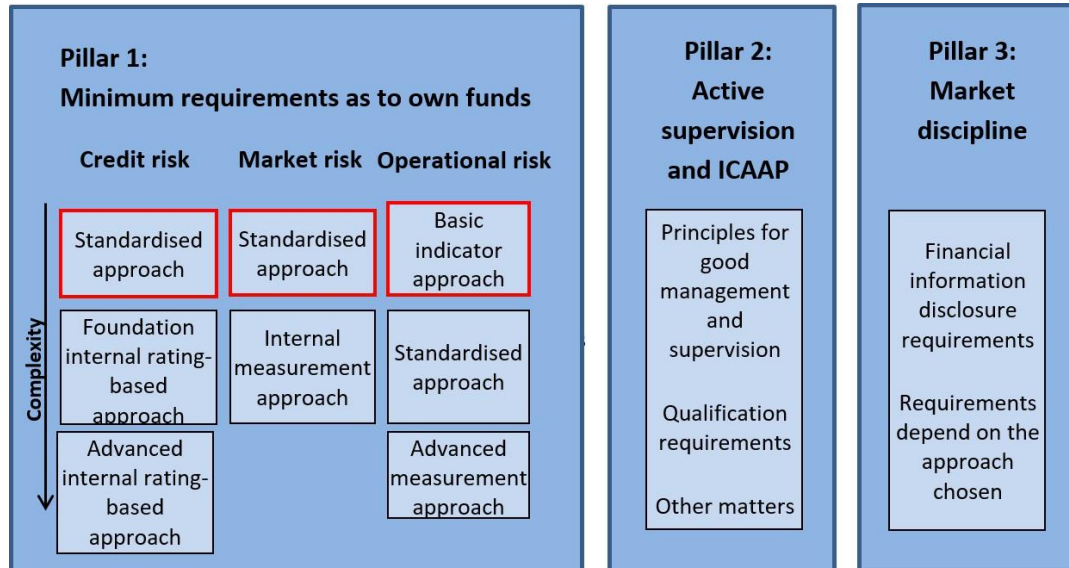 Pillar 1:
Minimum requirements as to own funds
Credit risk
Market risk
Operational risk
Complexity
Standardised
approach
Standardised
approach
Basic
indicator
approach
Foundation
internal rating-
based
approach
Internal
measurement
approach
Standardised
approach
Advanced
internal rating-
based
approach
Advanced
measurement
approach
Pillar 2:
Active
supervision
and ICAAP
Principles for
good
management
and
supervision
Qualification
requirements
Other matters
Pillar 3:
Market
discipline
Financial
information
disclosure
requirements
Requirements
depend on the
approach
chosen